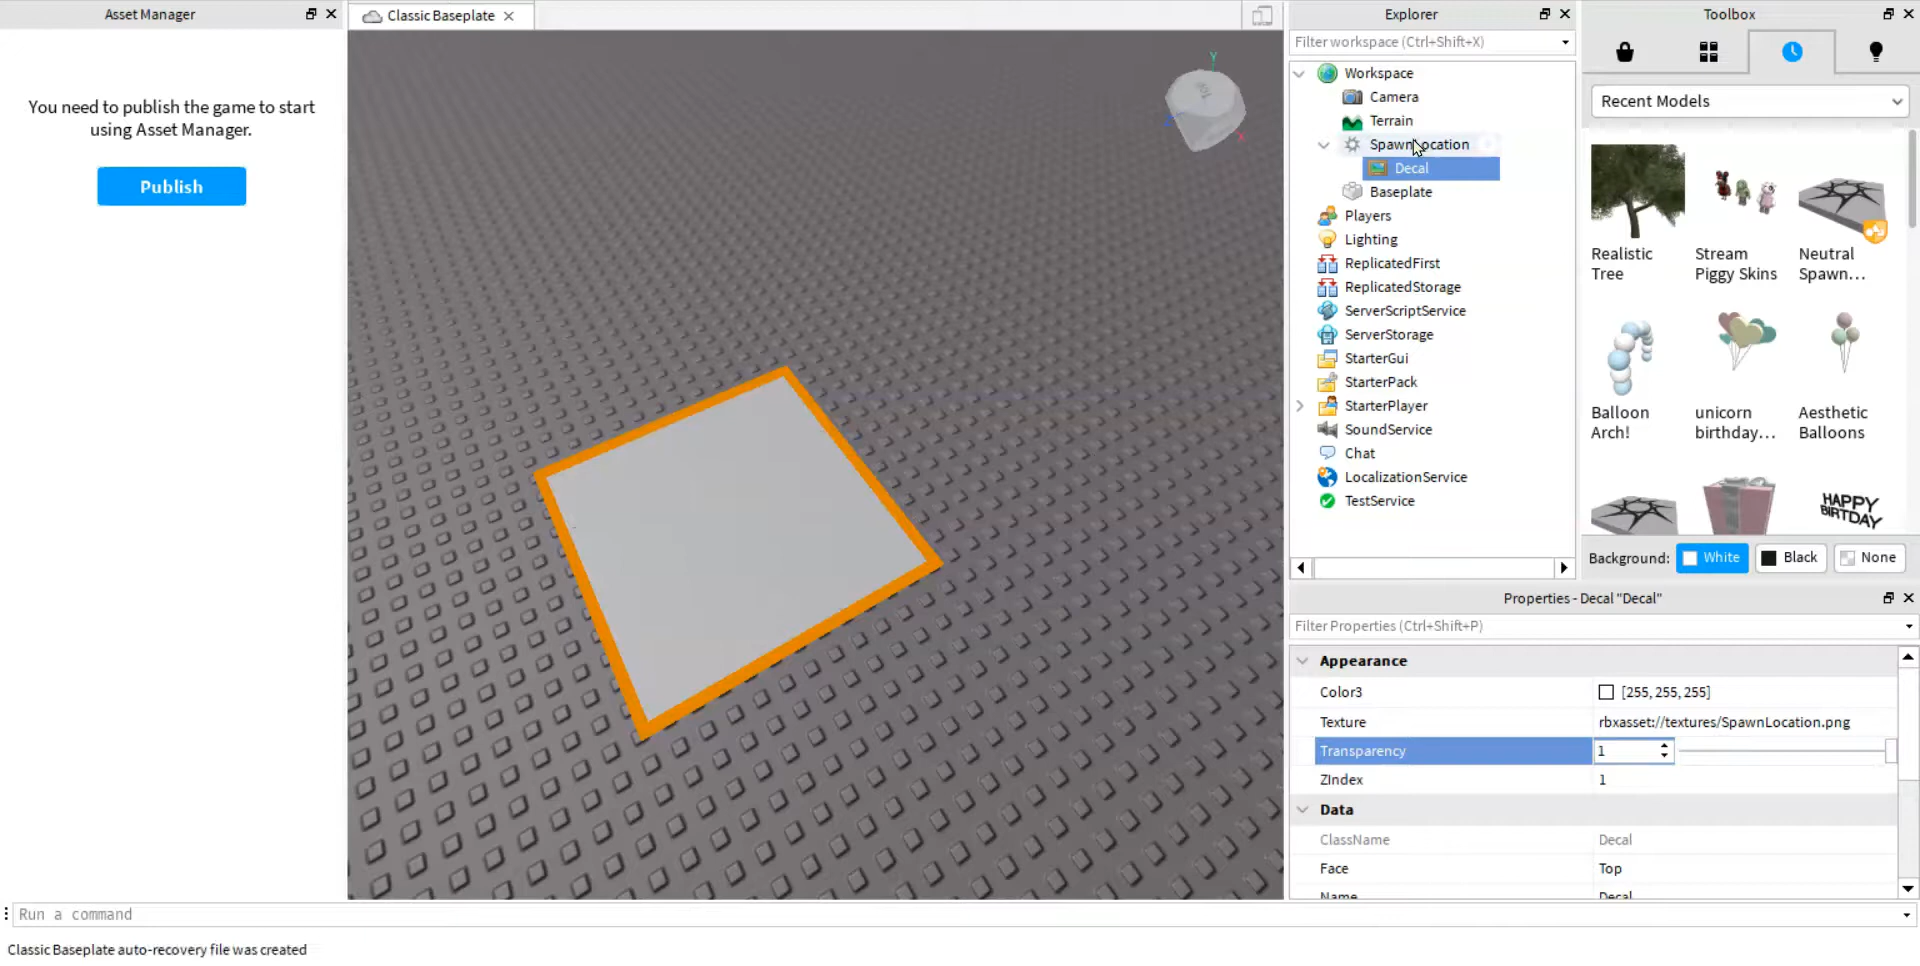 Asset Manager
You need to publish the game to start
using Asset Manager.
Publish
Classic Baseplate
Y
Explorer
Filter workspace (Ctrl+Shift+X)
Workspace
Camera
Terrain
SpawnLocation
Decal
Baseplate
Players
Lighting
ReplicatedFirst
ReplicatedStorage
ServerScriptService
ServerStorage
StarterGui
StarterPack
StarterPlayer
SoundService
Chat
LocalizationService
TestService
Toolbox
Recent Models
Realistic
Tree
Stream
Piggy Skins
Neutral
Spawn...
Balloon
Arch!
unicorn
birthday...
Aesthetic
Balloons
HAPPY
BIRTDAY
Background:
White
Black
None
Properties - Decal "Decal"
Filter Properties (Ctrl+Shift+P)
Appearance
Color3 [255, 255, 255]
Texture rbxasset://textures/SpawnLocation.png
Transparency 1
ZIndex 1
Data
ClassName Decal
Face Top
Name Decal
Run a command
Classic Baseplate auto-recovery file was created